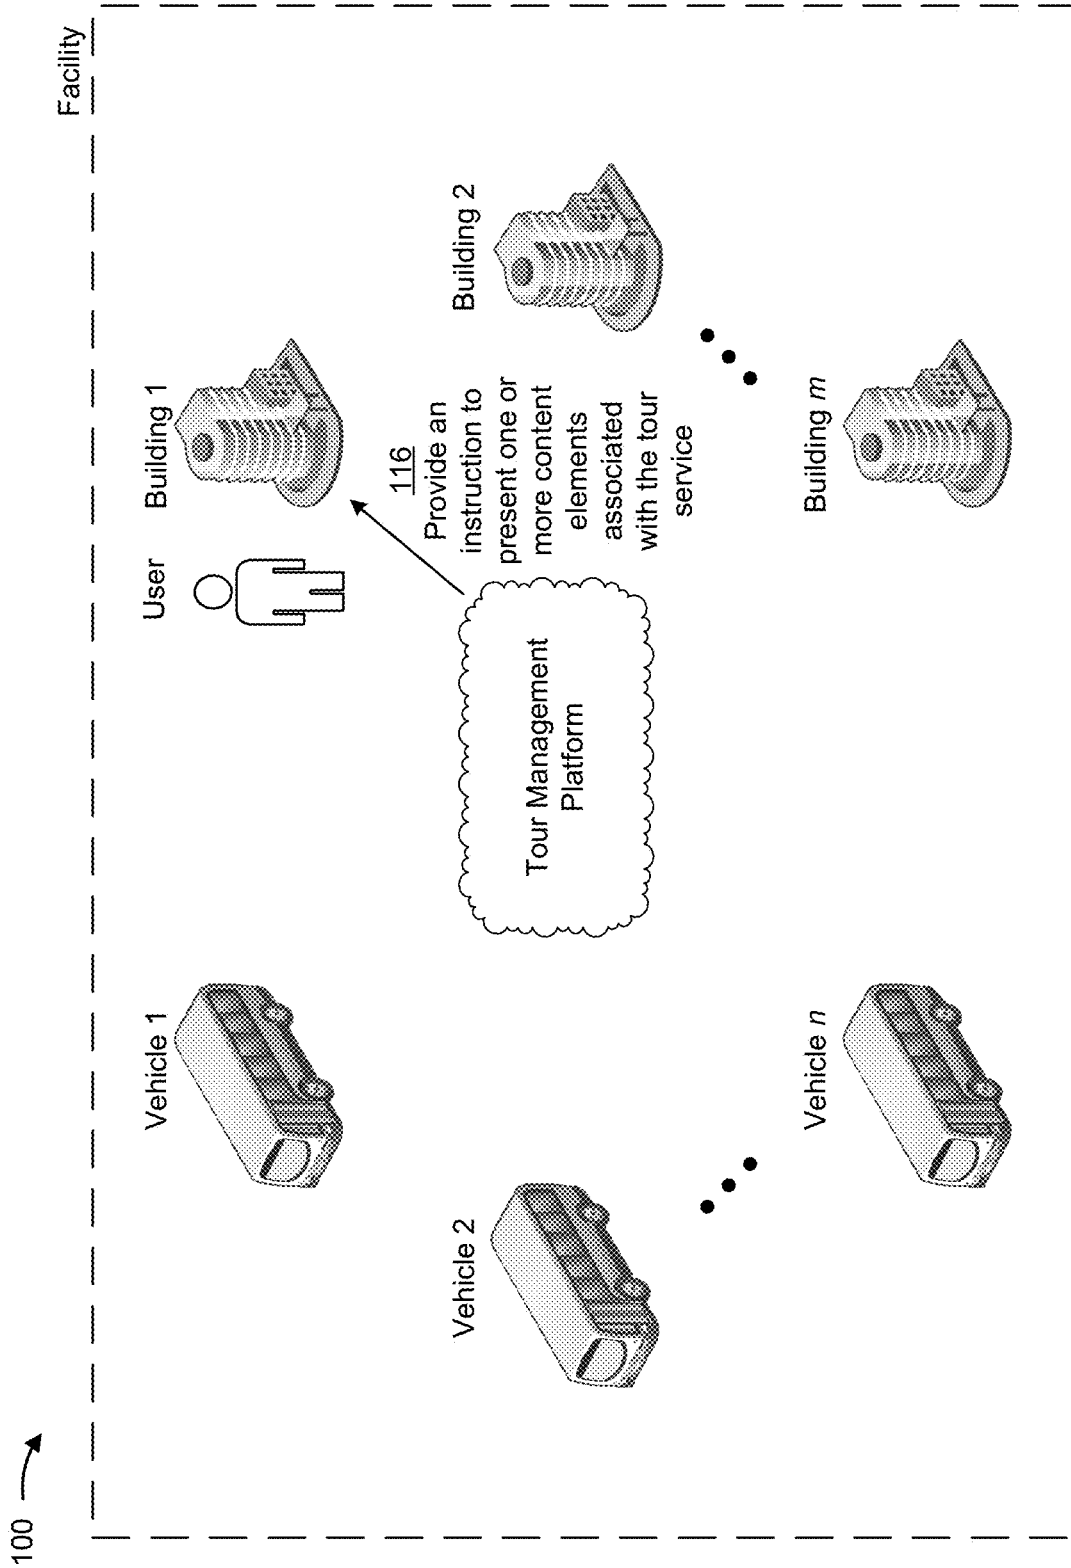 100
Facility
Vehicle 1
User
Building 1
Vehicle 2
Tour Management
Platform
116
Provide an
instruction to
present one or
more content
elements
associated
with the tour
service
Building 2
Vehicle n
Building m